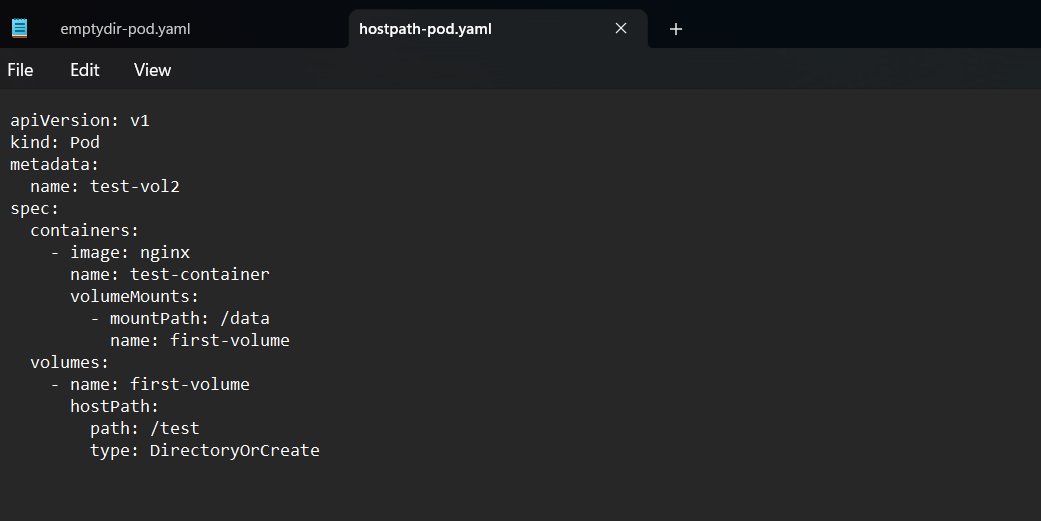 emptydir-pod.yaml
hostpath-pod.yaml
File Edit View
apiVersion: v1
kind: Pod
metadata:
  name: test-vol2
spec:
  containers:
    - image: nginx
      name: test-container
      volumeMounts:
        - mountPath: /data
          name: first-volume
  volumes:
    - name: first-volume
      hostPath:
        path: /test
        type: DirectoryOrCreate